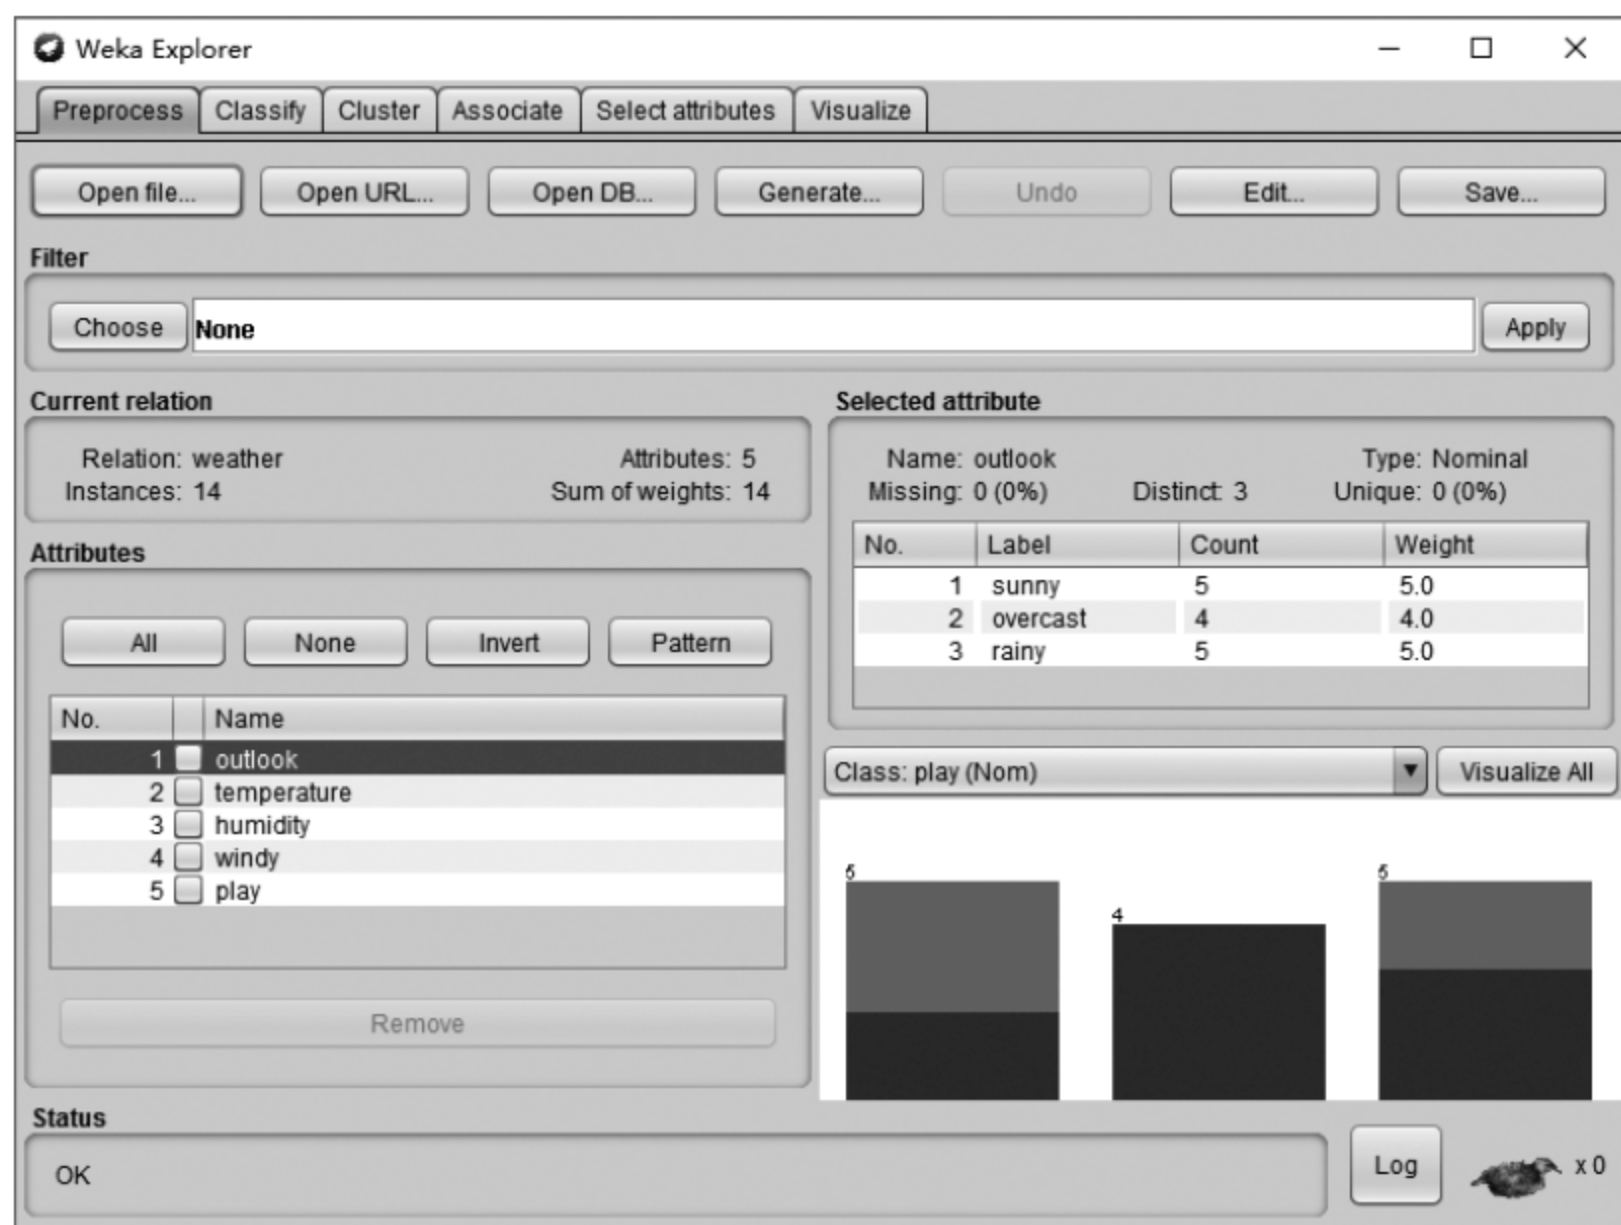 Weka Explorer
Preprocess Classify Cluster Associate Select attributes Visualize
Open file... Open URL... Open DB... Generate... Undo Edit... Save...
Filter
Choose None Apply
Current relation
Relation: weather Attributes: 5
Instances: 14 Sum of weights: 14
Attributes
All None Invert Pattern
No. Name
1 outlook
2 temperature
3 humidity
4 windy
5 play
Remove
Selected attribute
Name: outlook Type: Nominal
Missing: 0 (0%) Distinct: 3 Unique: 0 (0%)
No. Label Count Weight
1 sunny 5 5.0
2 overcast 4 4.0
3 rainy 5 5.0
Class: play (Nom) Visualize All
5 4 5
Status
OK
Log x 0